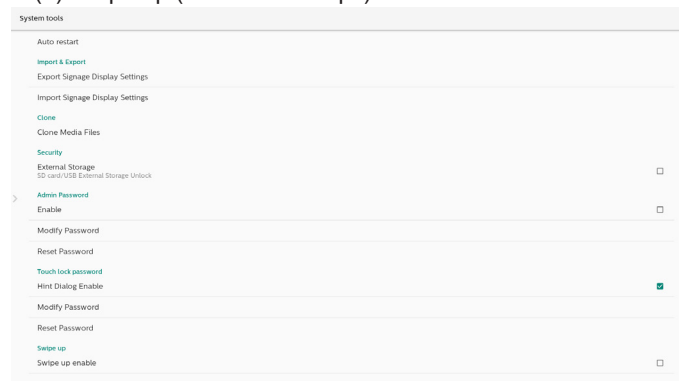 System tools
Auto restart
Import & Export
Export Signage Display Settings
Import Signage Display Settings
Clone
Clone Media Files
Security
External Storage
SD card/USB External Storage Unlock
Admin Password
Enable
Modify Password
Reset Password
Touch lock password
Hint Dialog Enable
Modify Password
Reset Password
Swipe up
Swipe up enable